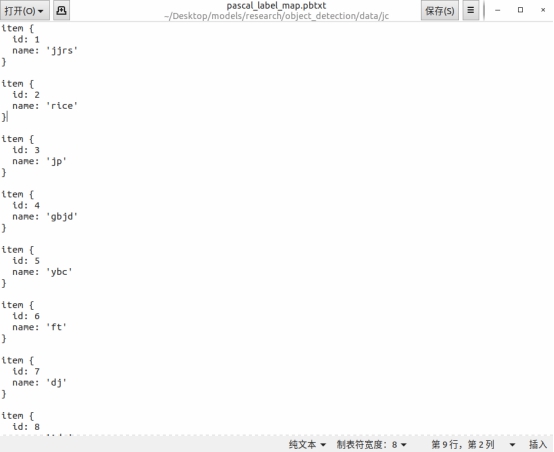 打开(O)
pascal_label_map.pbtxt
~/Desktop/models/research/object_detection/data/jc
保存(S)
item {
  id: 1
  name: 'jjrs'
}
item {
  id: 2
  name: 'rice'
}
item {
  id: 3
  name: 'jp'
}
item {
  id: 4
  name: 'gbjd'
}
item {
  id: 5
  name: 'ybc'
}
item {
  id: 6
  name: 'ft'
}
item {
  id: 7
  name: 'dj'
}
item {
  id: 8
纯文本 制表符宽度：8 第 9 行，第 2 列 插入